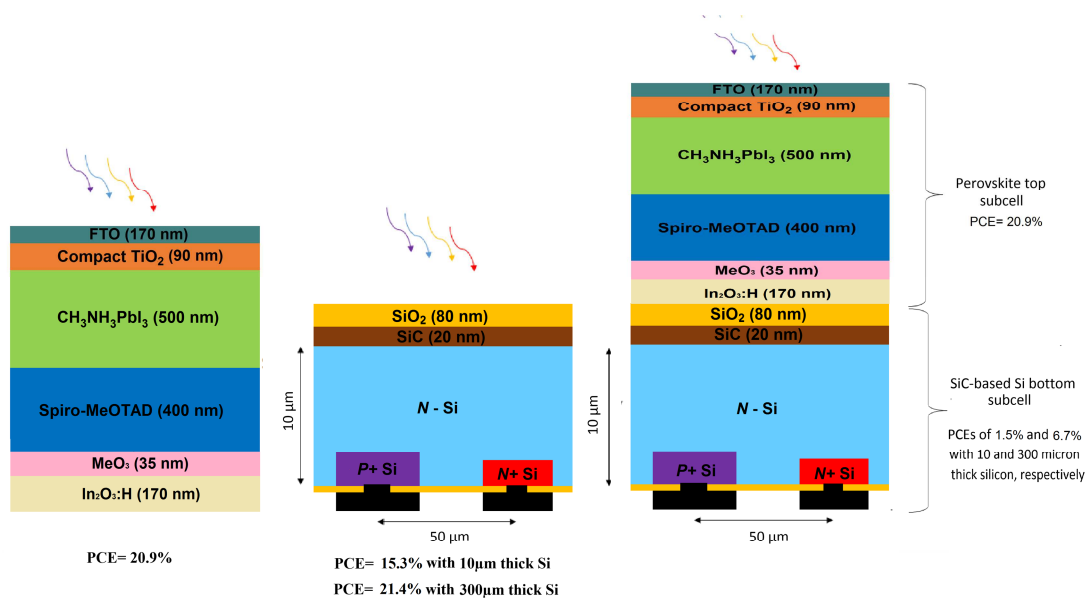 FTO (170 nm)
Compact TiO₂ (90 nm)
CH₃NH₃PbI₃ (500 nm)
Spiro-MeOTAD (400 nm)
MeO₃ (35 nm)
In₂O₃:H (170 nm)
PCE= 20.9%
SiO₂ (80 nm)
SiC (20 nm)
10 µm
N - Si
P+ Si
N+ Si
50 µm
PCE= 15.3% with 10µm thick Si
PCE= 21.4% with 300µm thick Si
FTO (170 nm)
Compact TiO₂ (90 nm)
CH₃NH₃PbI₃ (500 nm)
Spiro-MeOTAD (400 nm)
MeO₃ (35 nm)
In₂O₃:H (170 nm)
SiO₂ (80 nm)
SiC (20 nm)
10 µm
N - Si
P+ Si
N+ Si
50 µm
Perovskite top
subcell
PCE= 20.9%
SiC-based Si bottom
subcell
PCEs of 1.5% and 6.7%
with 10 and 300 micron
thick silicon, respectively